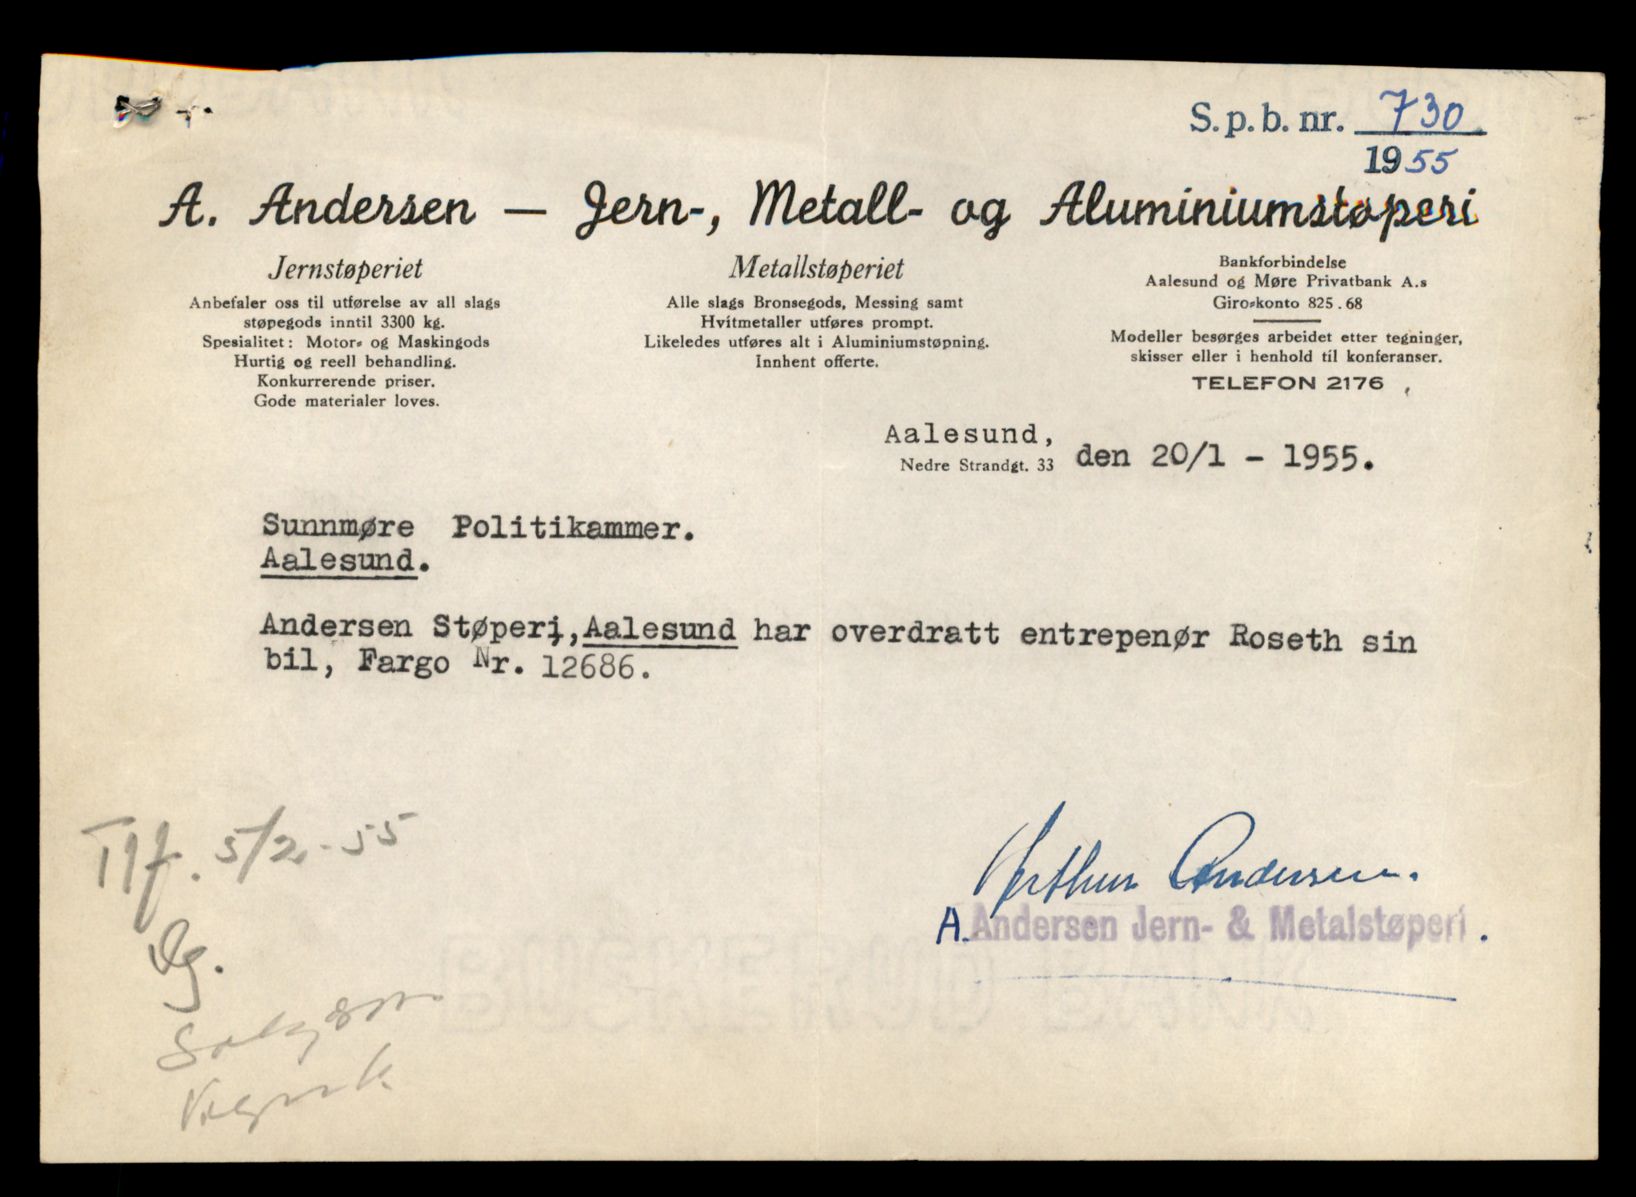 S.p.b. nr. 730
1955
A. Andersen — Jern-, Metall- og Aluminiumstøperi
Jernstøperiet
Anbefaler oss til utførelse av all slags
støpegods inntil 3300 kg.
Spesialitet: Motor- og Maskingods
Hurtig og reell behandling.
Konkurrerende priser.
Gode materialer loves.
Metallstøperiet
Alle slags Bronsegods, Messing samt
Hvitmetaller utføres prompt.
Likeledes utføres alt i Aluminiumstøpning.
Innhent offerte.
Bankforbindelse
Aalesund og Møre Privatbank A.s
Giro-konto 825.68
Modeller besørges arbeidet etter tegninger,
skisser eller i henhold til konferanser.
TELEFON 2176
Aalesund,
Nedre Strandgt. 33 den 20/1 - 1955.
Sunnmøre Politikammer.
Aalesund.
Andersen Støperi, Aalesund har overdratt entrepenør Roseth sin
bil, Fargo Nr. 12686.
Tlf. 5/2-55
Arthur Andersen.
A. Andersen Jern- & Metalstøperi.